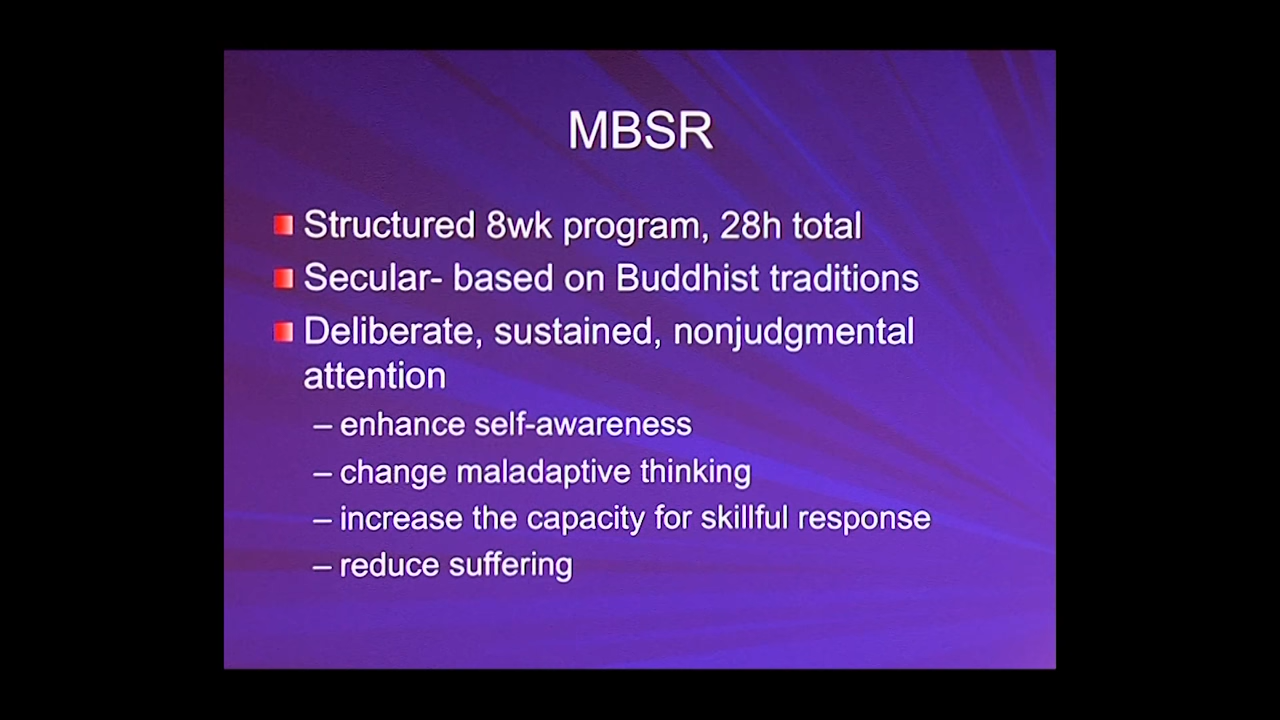 MBSR
Structured 8wk program, 28h total
Secular- based on Buddhist traditions
Deliberate, sustained, nonjudgmental
attention
– enhance self-awareness
– change maladaptive thinking
– increase the capacity for skillful response
– reduce suffering